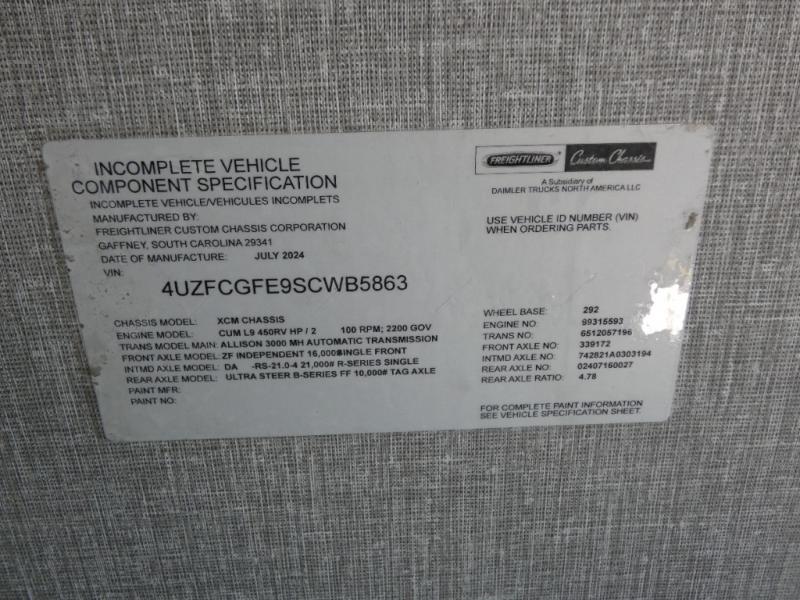 INCOMPLETE VEHICLE
COMPONENT SPECIFICATION
INCOMPLETE VEHICLE/VEHICULES INCOMPLETS
MANUFACTURED BY:
FREIGHTLINER CUSTOM CHASSIS CORPORATION
GAFFNEY, SOUTH CAROLINA 29341
DATE OF MANUFACTURE: JULY 2024
VIN:
4UZFCGFE9SCWB5863
FREIGHTLINER Custom Chassis
A Subsidiary of
DAIMLER TRUCKS NORTH AMERICA LLC
USE VEHICLE ID NUMBER (VIN)
WHEN ORDERING PARTS.
CHASSIS MODEL: XCM CHASSIS
ENGINE MODEL: CUM L9 450RV HP / 2 100 RPM; 2200 GOV
TRANS MODEL MAIN: ALLISON 3000 MH AUTOMATIC TRANSMISSION
FRONT AXLE MODEL: ZF INDEPENDENT 16,000# SINGLE FRONT
INTMD AXLE MODEL: DA -RS-21.0-4 21,000# R-SERIES SINGLE
REAR AXLE MODEL: ULTRA STEER B-SERIES FF 10,000# TAG AXLE
PAINT MFR:
PAINT NO:
WHEEL BASE: 292
ENGINE NO: 99315593
TRANS NO: 6512057196
FRONT AXLE NO: 339172
INTMD AXLE NO: 742821A0303194
REAR AXLE NO: 02407160027
REAR AXLE RATIO: 4.78
FOR COMPLETE PAINT INFORMATION
SEE VEHICLE SPECIFICATION SHEET.